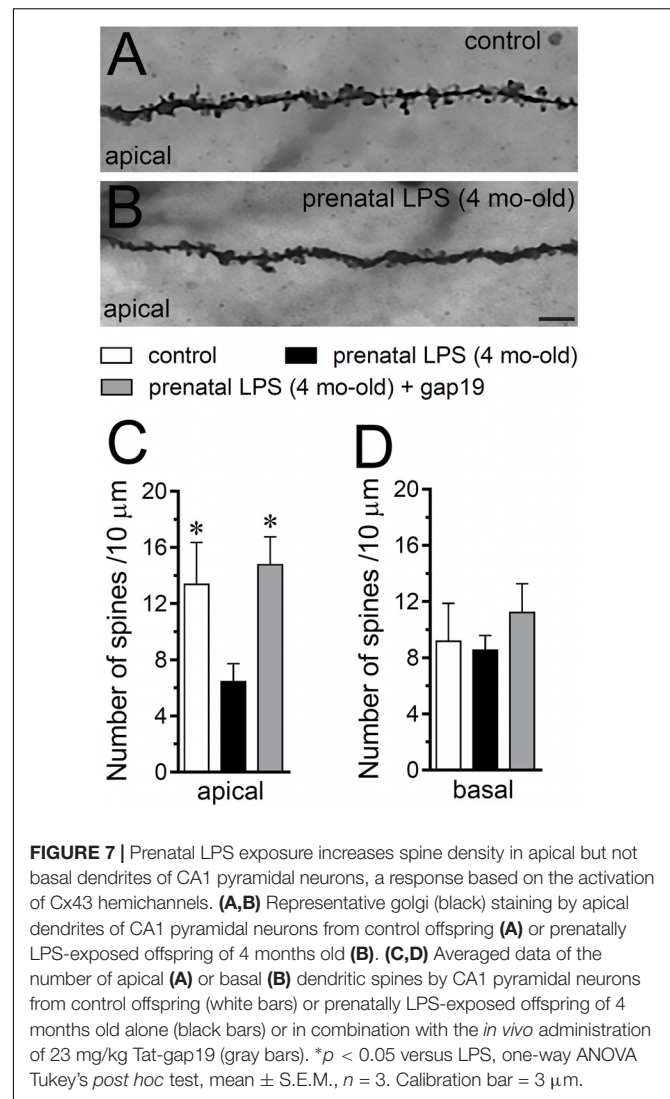 A
control
apical
B
prenatal LPS (4 mo-old)
apical
control
prenatal LPS (4 mo-old)
prenatal LPS (4 mo-old) + gap19
C
D
Number of spines /10 μm
20
16
12
8
4
0
*
*
apical
Number of spines /10 μm
20
16
12
8
4
0
basal
FIGURE 7 | Prenatal LPS exposure increases spine density in apical but not
basal dendrites of CA1 pyramidal neurons, a response based on the activation
of Cx43 hemichannels. (A,B) Representative golgi (black) staining by apical
dendrites of CA1 pyramidal neurons from control offspring (A) or prenatally
LPS-exposed offspring of 4 months old (B). (C,D) Averaged data of the
number of apical (A) or basal (B) dendritic spines by CA1 pyramidal neurons
from control offspring (white bars) or prenatally LPS-exposed offspring of 4
months old alone (black bars) or in combination with the in vivo administration
of 23 mg/kg Tat-gap19 (gray bars). *p < 0.05 versus LPS, one-way ANOVA
Tukey's post hoc test, mean ± S.E.M., n = 3. Calibration bar = 3 μm.